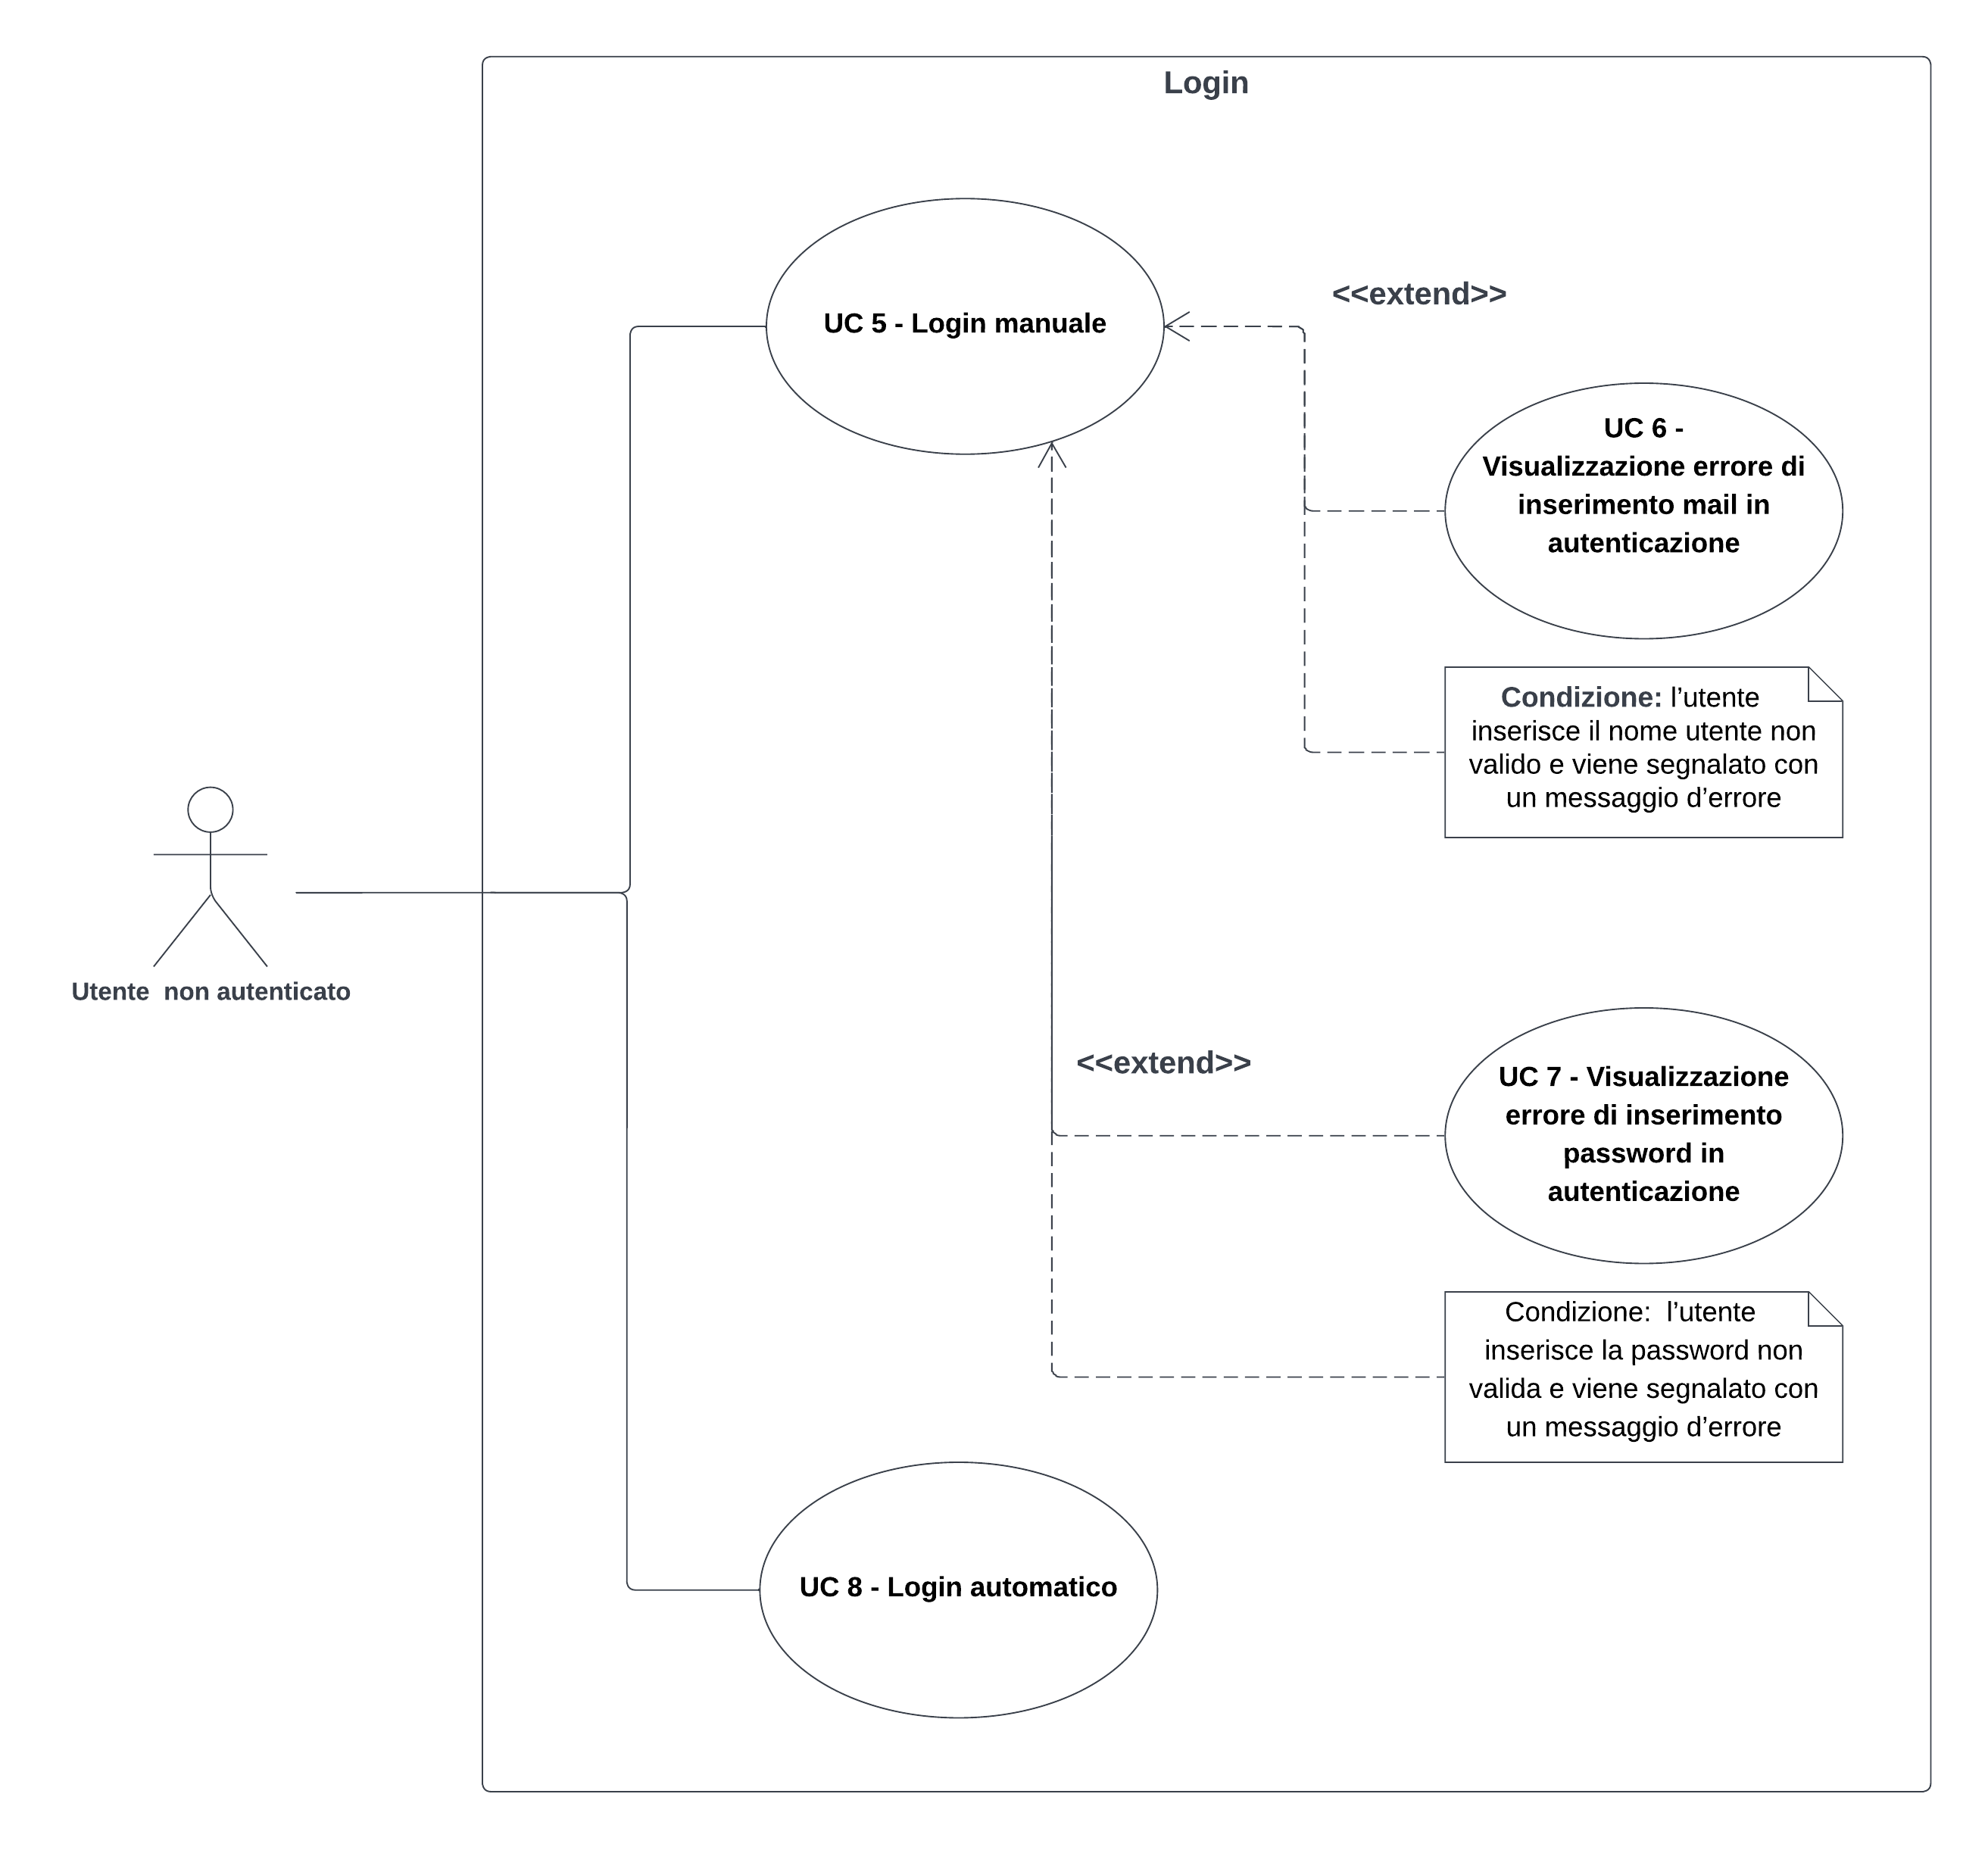 Login
UC 5 - Login manuale
<<extend>>
UC 6 -
Visualizzazione errore di
inserimento mail in
autenticazione
Condizione: l’utente
inserisce il nome utente non
valido e viene segnalato con
un messaggio d’errore
Utente  non autenticato
<<extend>>
UC 7 - Visualizzazione
errore di inserimento
password in
autenticazione
Condizione:  l’utente
inserisce la password non
valida e viene segnalato con
un messaggio d’errore
UC 8 - Login automatico